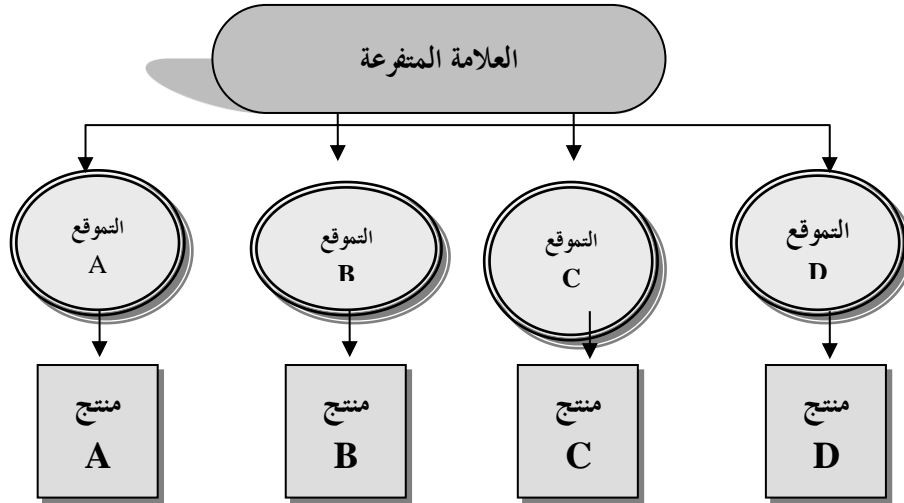 العلامة المتفرعة
التموقع
A
التموقع
B
التموقع
C
التموقع
D
منتج
A
منتج
B
منتج
C
منتج
D